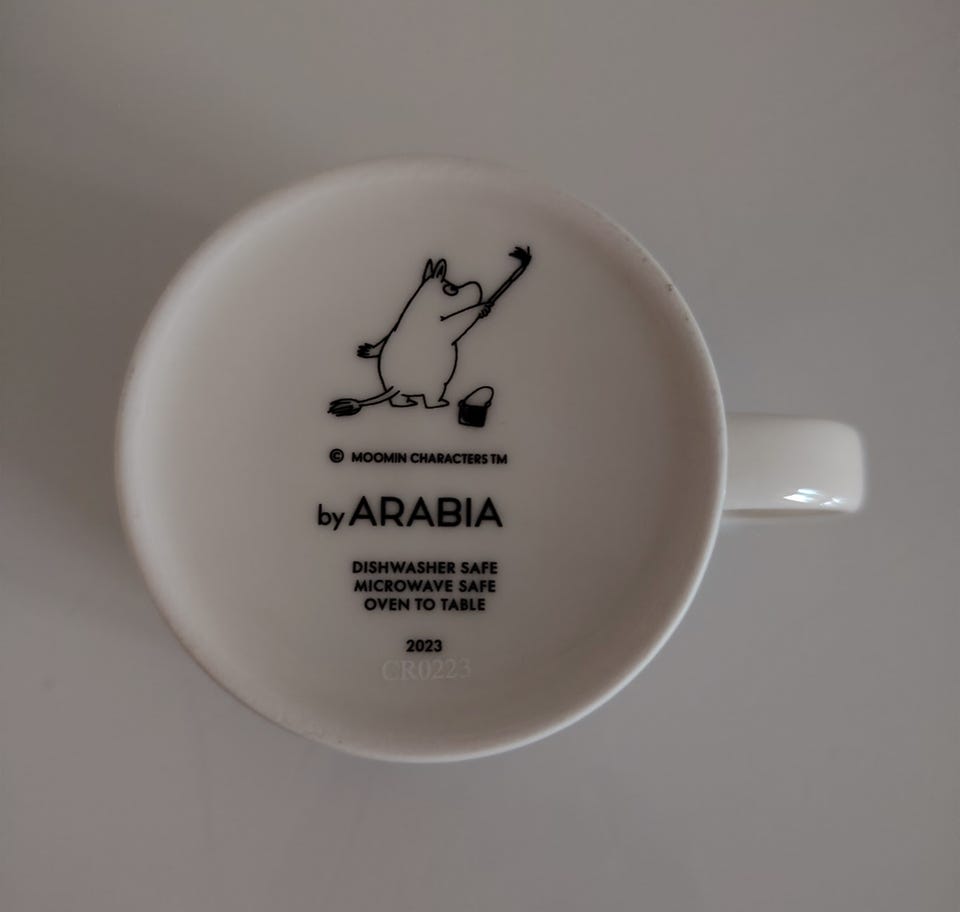 © MOOMIN CHARACTERS TM
by ARABIA
DISHWASHER SAFE
MICROWAVE SAFE
OVEN TO TABLE
2023
CR0223